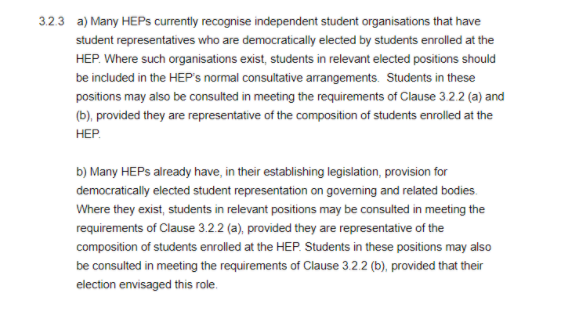 3.2.3 a) Many HEPs currently recognise independent student organisations that have
student representatives who are democratically elected by students enrolled at the
HEP. Where such organisations exist, students in relevant elected positions should
be included in the HEP's normal consultative arrangements. Students in these
positions may also be consulted in meeting the requirements of Clause 3.2.2 (a) and
(b), provided they are representative of the composition of students enrolled at the
HEP.
b) Many HEPs already have, in their establishing legislation, provision for
democratically elected student representation on governing and related bodies.
Where they exist, students in relevant positions may be consulted in meeting the
requirements of Clause 3.2.2 (a), provided they are representative of the
composition of students enrolled at the HEP. Students in these positions may also
be consulted in meeting the requirements of Clause 3.2.2 (b), provided that their
election envisaged this role.